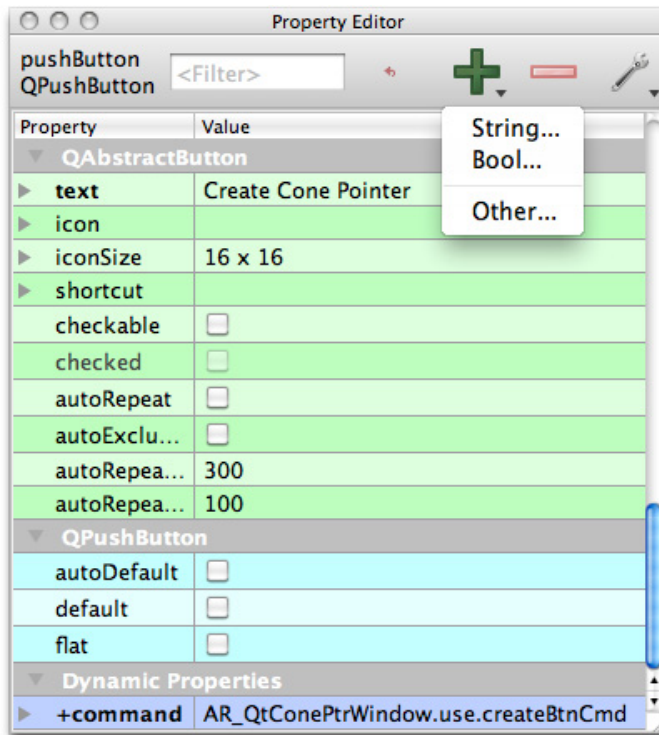 Property Editor
pushButton
QPushButton
<Filter>
Property Value
String...
Bool...
Other...
QAbstractButton
text Create Cone Pointer
icon
iconSize 16 x 16
shortcut
checkable
checked
autoRepeat
autoExclu...
autoRepea... 300
autoRepea... 100
QPushButton
autoDefault
default
flat
Dynamic Properties
+command AR_QtConePtrWindow.use.createBtnCmd